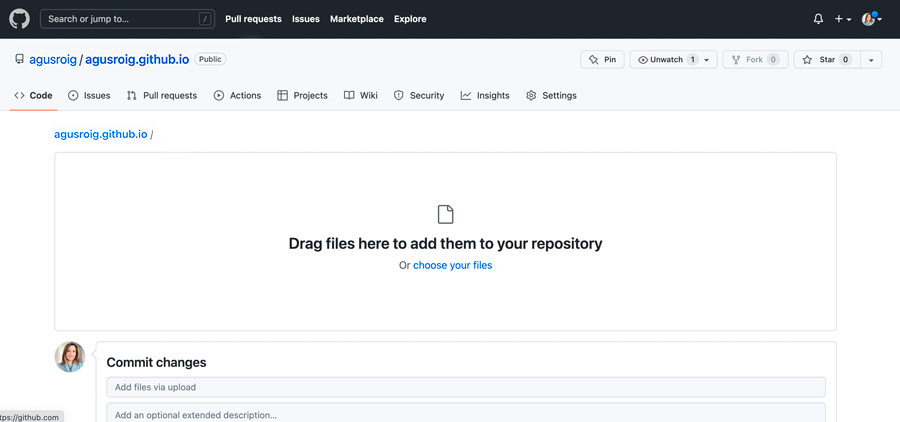 Search or jump to… / Pull requests Issues Marketplace Explore
agusroig / agusroig.github.io Public Pin Unwatch 1 Fork 0 Star 0
Code Issues Pull requests Actions Projects Wiki Security Insights Settings
agusroig.github.io /
Drag files here to add them to your repository
Or choose your files
Commit changes
Add files via upload
Add an optional extended description…
tps://github.com